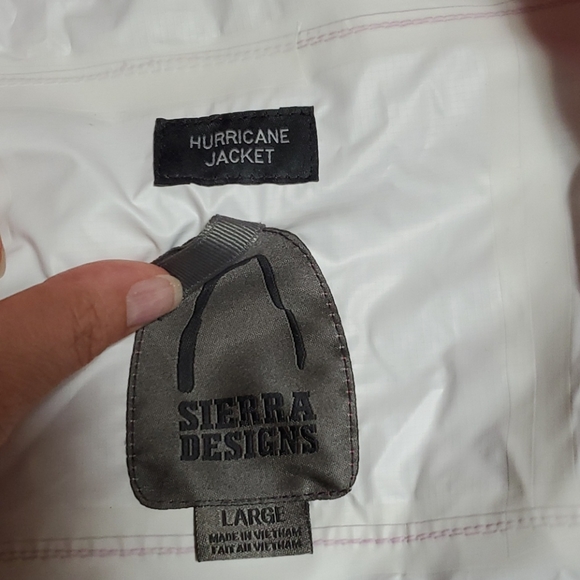 HURRICANE
JACKET
SIERRA
DESIGNS
LARGE
MADE IN VIETNAM
FAIT AU VIETNAM